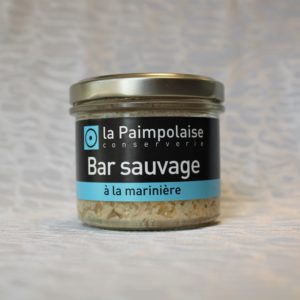 la Paimpolaise
conserverie
Bar sauvage
à la marinière